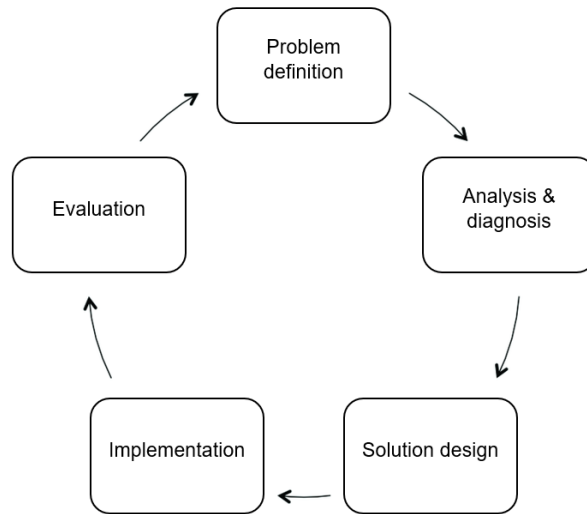 Problem
definition
Analysis &
diagnosis
Solution design
Implementation
Evaluation